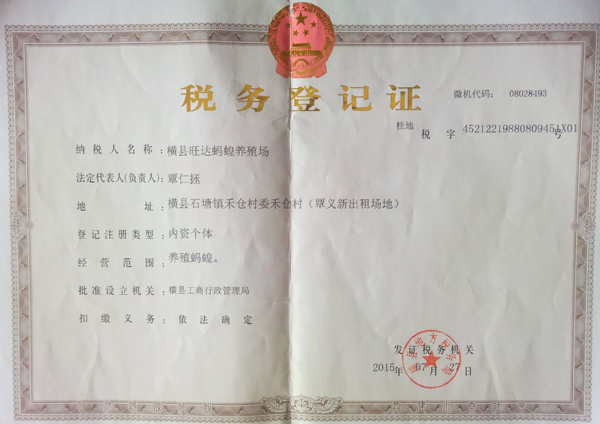 税务登记证
微机代码： 08028493
桂地 税 字 45212219880809451X01 号
纳税人名称：横县旺达蚂蝗养殖场
法定代表人(负责人)：覃仁拯
地址：横县石塘镇禾仓村委禾仓村（覃义新出租场地）
登记注册类型：内资个体
经营范围：养殖蚂蝗。
批准设立机关：横县工商行政管理局
扣缴义务：依法确定
发证税务机关
2015年 07月 27日